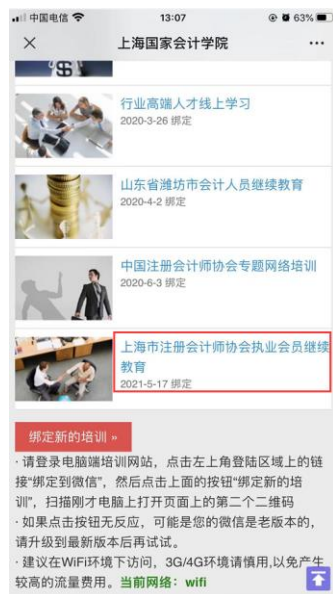 中国电信 13:07 63%
上海国家会计学院 ...
行业高端人才线上学习
2020-3-26 绑定
山东省潍坊市会计人员继续教育
2020-4-2 绑定
中国注册会计师协会专题网络培训
2020-6-3 绑定
上海市注册会计师协会执业会员继续
教育
2021-5-17 绑定
绑定新的培训 »
· 请登录电脑端培训网站，点击左上角登陆区域上的链
接“绑定到微信”，然后点击上面的按钮“绑定新的培
训”，扫描刚才电脑上打开页面上的第二个二维码
· 如果点击按钮无反应，可能是您的微信是老版本的，
请升级到最新版本后再试试。
· 建议在WiFi环境下访问，3G/4G环境请慎用,以免产生
较高的流量费用。当前网络：wifi